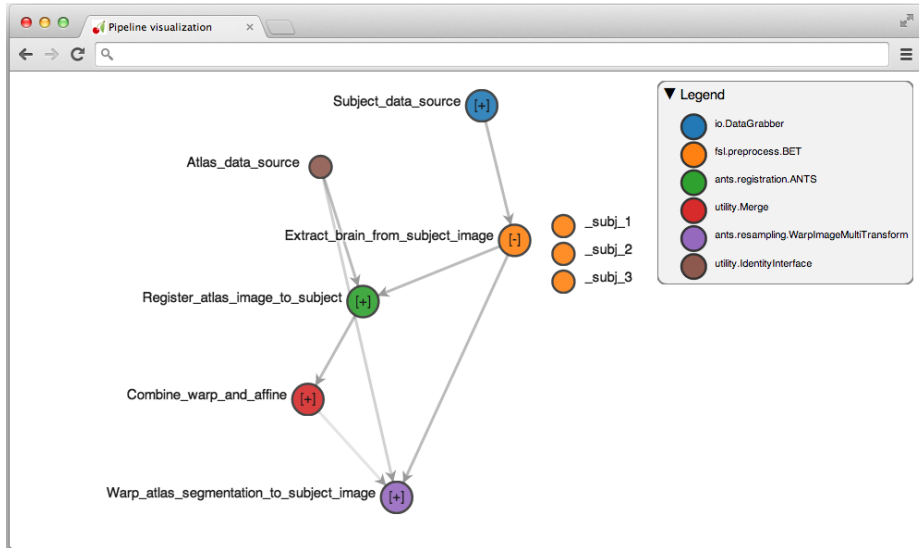 Pipeline visualization
Subject_data_source
[+]
Legend
io.DataGrabber
fsl.preprocess.BET
ants.registration.ANTS
utility.Merge
ants.resampling.WarpImageMultiTransform
utility.IdentityInterface
Atlas_data_source
Extract_brain_from_subject_image
[-]
_subj_1
_subj_2
_subj_3
Register_atlas_image_to_subject
[+]
Combine_warp_and_affine
[+]
Warp_atlas_segmentation_to_subject_image
[+]